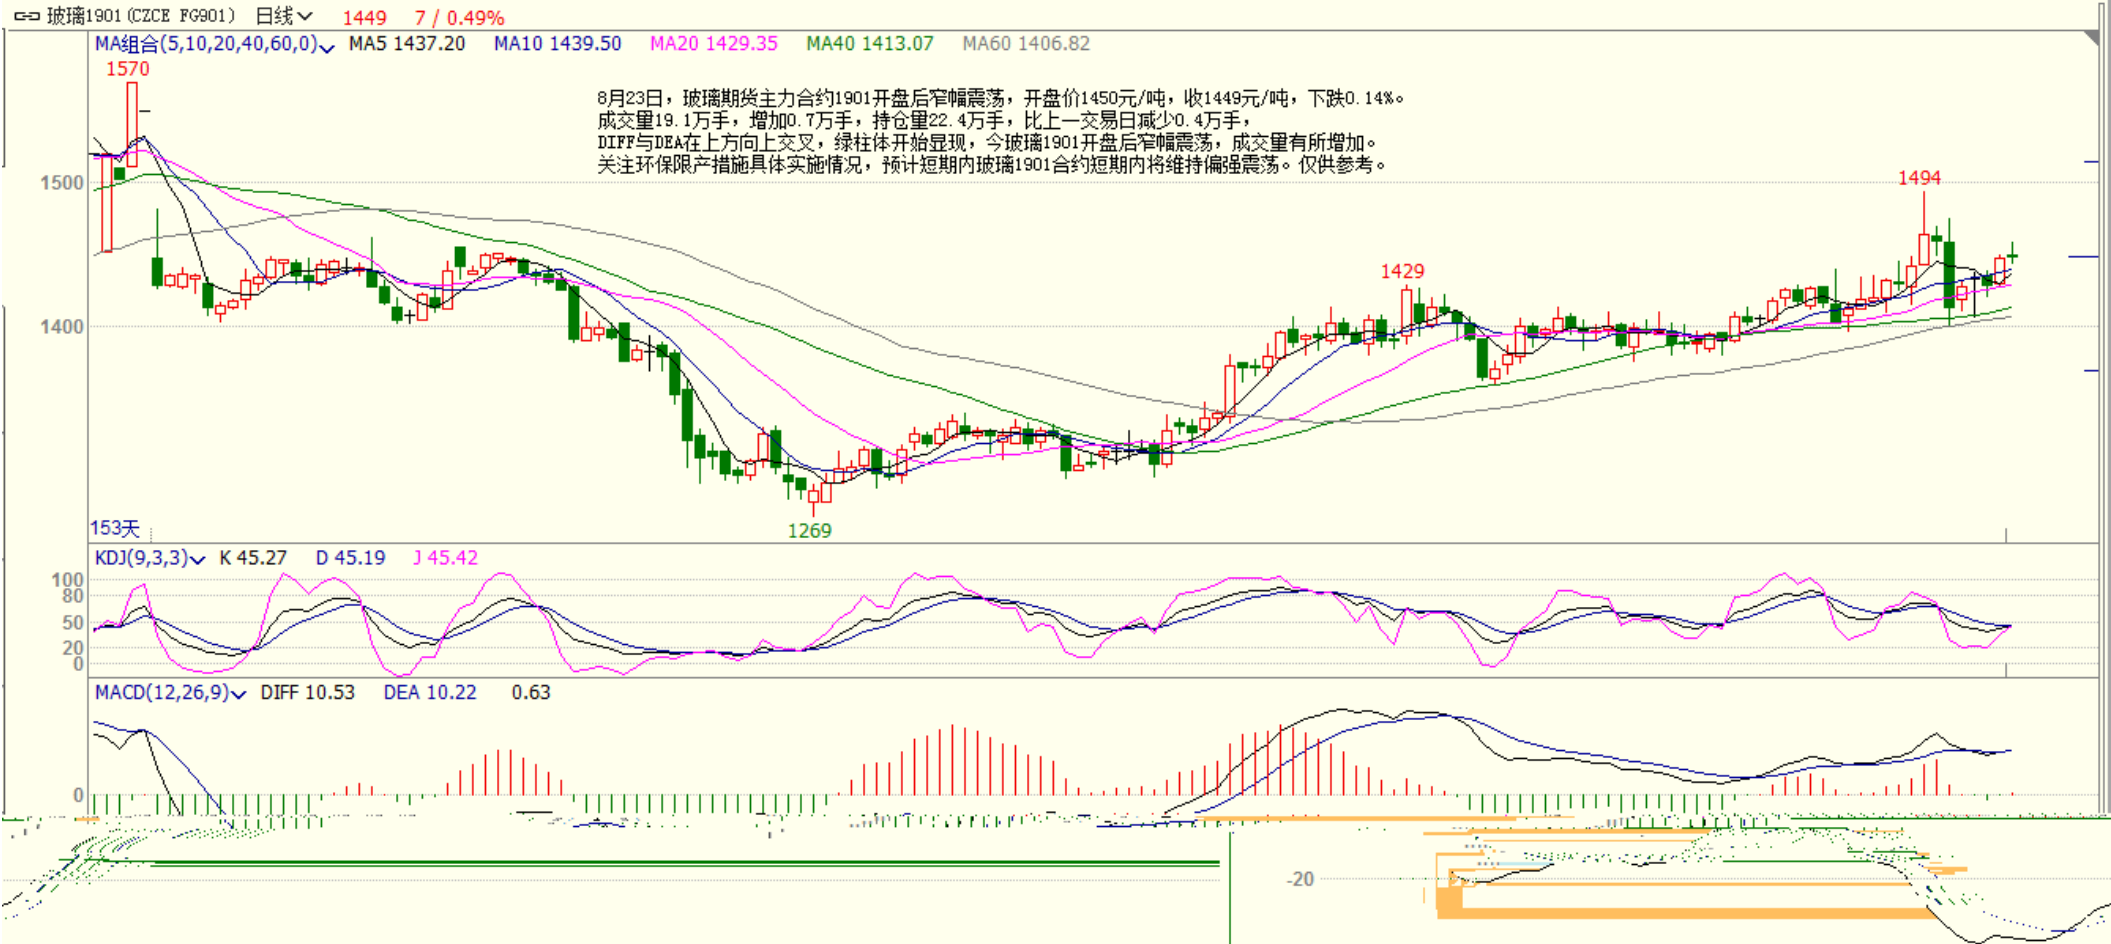 玻璃1901(CZCE FG901) 日线 1449 7 / 0.49%
MA组合(5,10,20,40,60,0) MA5 1437.20 MA10 1439.50 MA20 1429.35 MA40 1413.07 MA60 1406.82
1570
8月23日，玻璃期货主力合约1901开盘后窄幅震荡，开盘价1450元/吨，收1449元/吨，下跌0.14%。
成交量19.1万手，增加0.7万手，持仓量22.4万手，比上一交易日减少0.4万手，
DIFF与DEA在上方向上交叉，绿柱体开始显现，今玻璃1901开盘后窄幅震荡，成交量有所增加。
关注环保限产措施具体实施情况，预计短期内玻璃1901合约短期内将维持偏强震荡。仅供参考。
1500
1494
1429
1400
1269
153天
KDJ(9,3,3) K 45.27 D 45.19 J 45.42
100
80
50
20
0
MACD(12,26,9) DIFF 10.53 DEA 10.22 0.63
0
-20